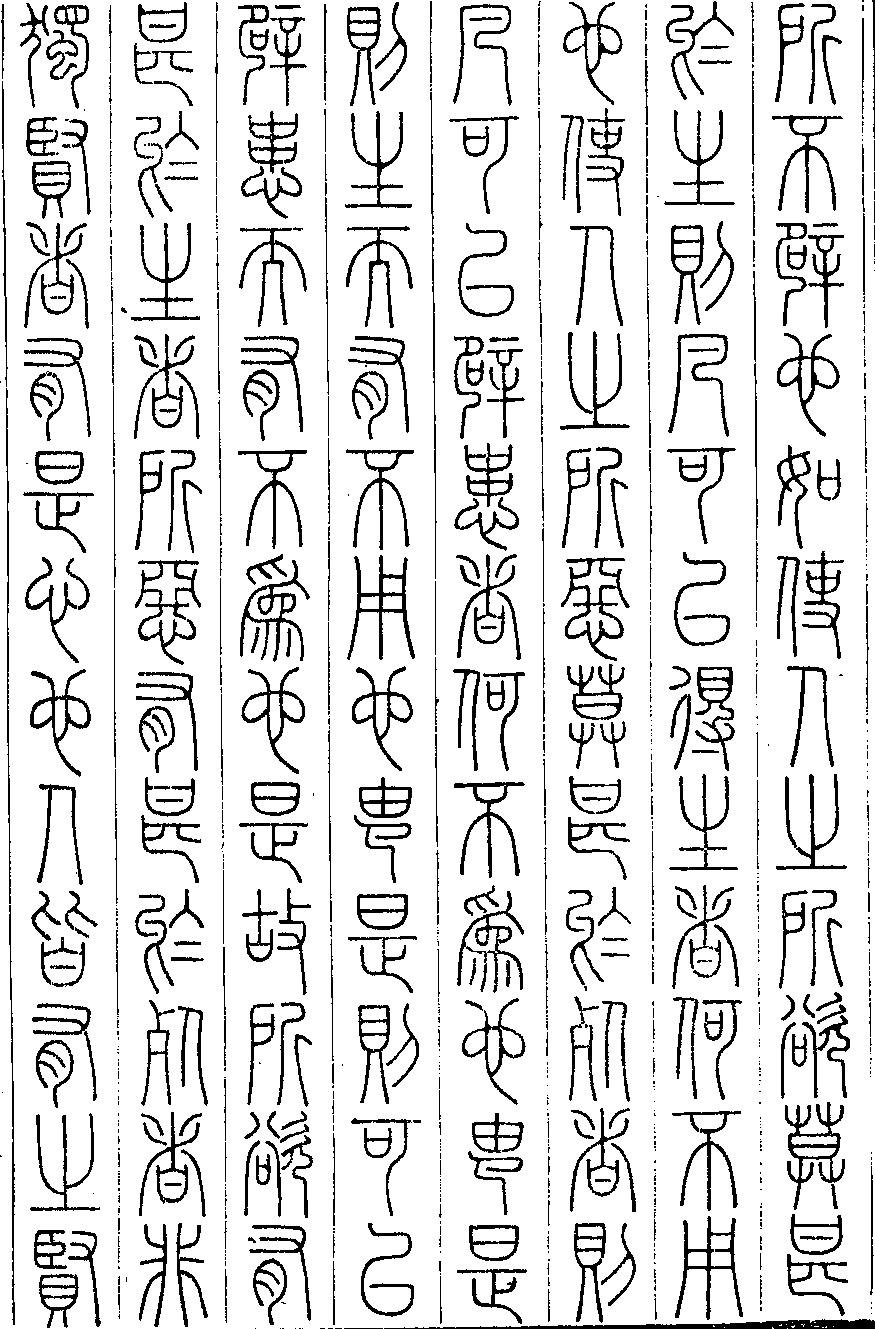 所不辟也如使人之所欲莫甚
於生則凡可以得生者何不用
也使人之所惡莫甚於死者則
凡可以辟患者何不為也由是
則生而有不用也由是則可以
辟患而有不為也是故所欲有
甚於生者所惡有甚於死者非
獨賢者有是心也人皆有之賢